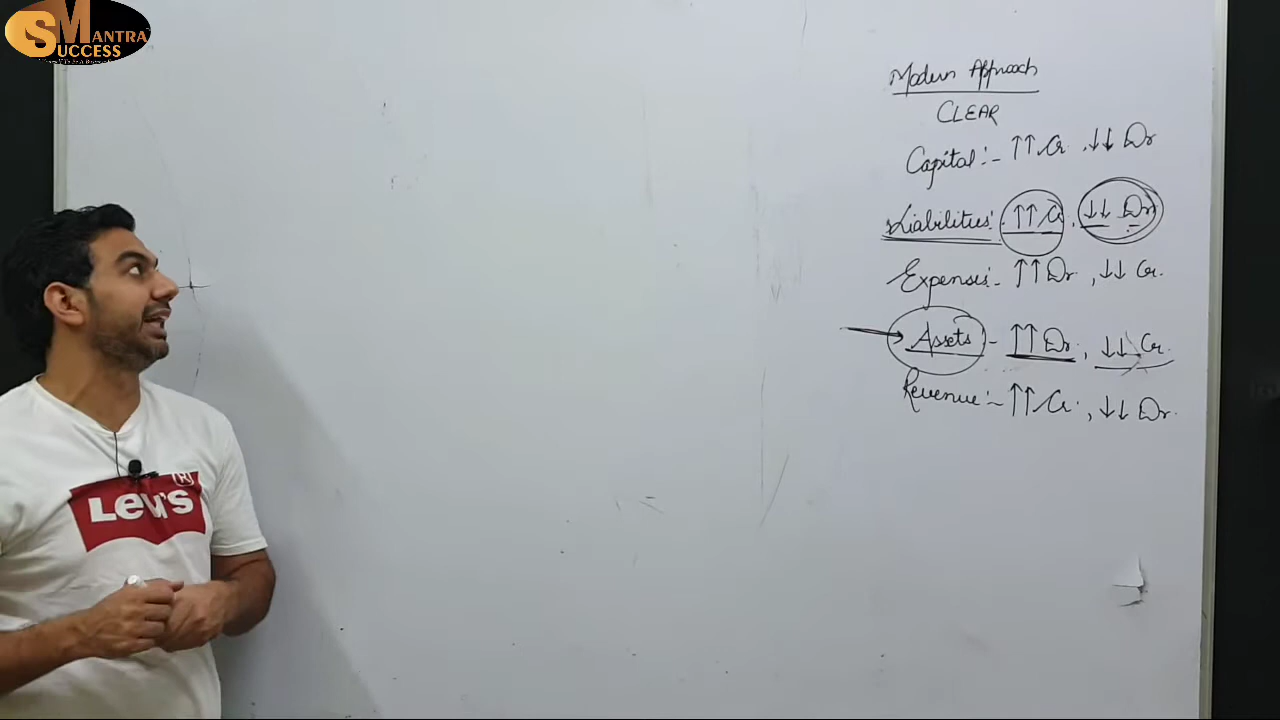 MANTRA
SUCCESS
Modern Approach
CLEAR
Capital :- ↑↑ Cr. , ↓↓ Dr
Liabilities: ↑↑ Cr , ↓↓ Dr
Expenses:- ↑↑ Dr , ↓↓ Cr.
Assets - ↑↑ Dr. , ↓↓ Cr.
Revenue:- ↑↑ Cr. , ↓↓ Dr.
Levi's